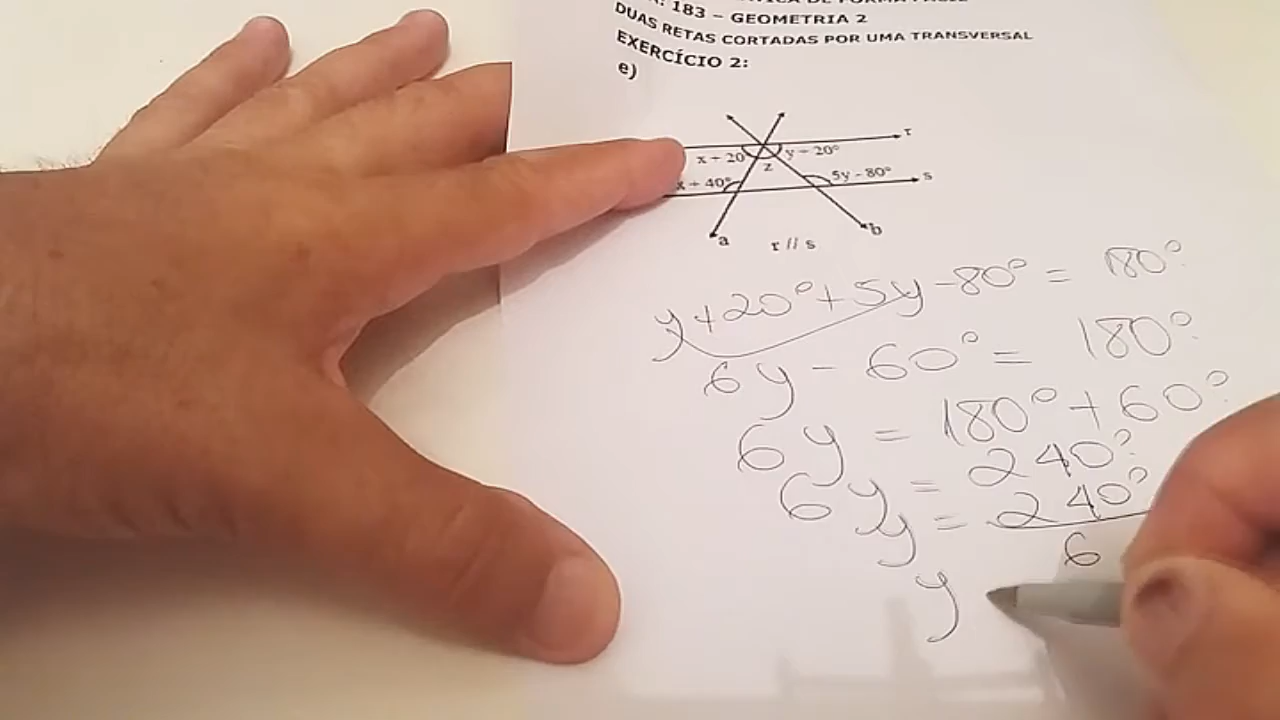 183 – GEOMETRIA 2
DUAS RETAS CORTADAS POR UMA TRANSVERSAL
EXERCÍCIO 2:
e)
r
x + 20
y + 20°
z
x + 40°
5y - 80°
s
a
b
r // s
y+20°+5y-80° = 180°
6y - 60° = 180°
6y = 180°+60°
6y = 240°
y = 240°
6
y